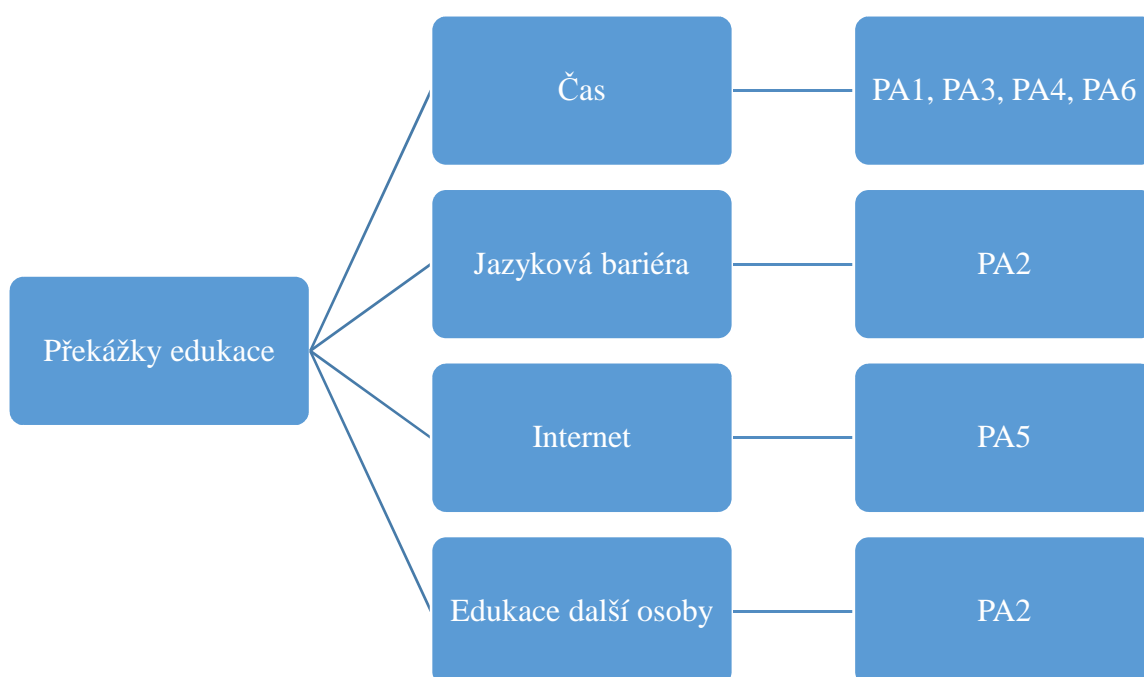 Překážky edukace
Čas
PA1, PA3, PA4, PA6
Jazyková bariéra
PA2
Internet
PA5
Edukace další osoby
PA2